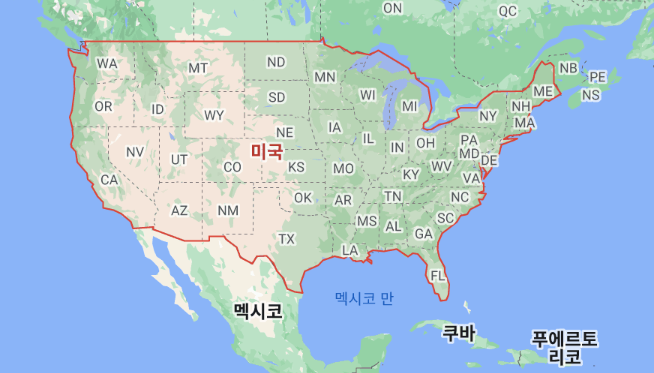 ON
QC
WA
MT
ND
MN
NB
PE
NS
OR
ID
WY
SD
WI
MI
ME
NH
NY
MA
NE
IA
IL
IN
OH
PA
MD
DE
NV
UT
CO
미국
KS
MO
KY
WV
VA
CA
AZ
NM
OK
AR
TN
NC
TX
LA
MS
AL
GA
SC
FL
멕시코
멕시코 만
쿠바
푸에르토
리코